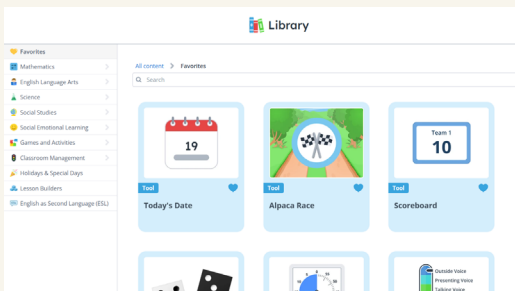 Library
Favorites
Mathematics
English Language Arts
Science
Social Studies
Social Emotional Learning
Games and Activities
Classroom Management
Holidays & Special Days
Lesson Builders
English as Second Language (ESL)
All content > Favorites
Search
19
Tool
Today's Date
Tool
Alpaca Race
Team 1
10
Tool
Scoreboard
Outside Voice
Presenting Voice
Talking Voice